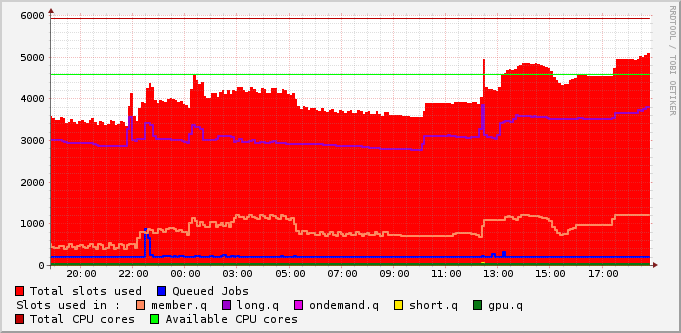 6000
5000
4000
3000
2000
1000
0
20:00 22:00 00:00 03:00 05:00 07:00 09:00 11:00 13:00 15:00 17:00
Total slots used Queued Jobs
Slots used in : member.q long.q ondemand.q short.q gpu.q
Total CPU cores Available CPU cores
RRDTOOL / TOBI OETIKER